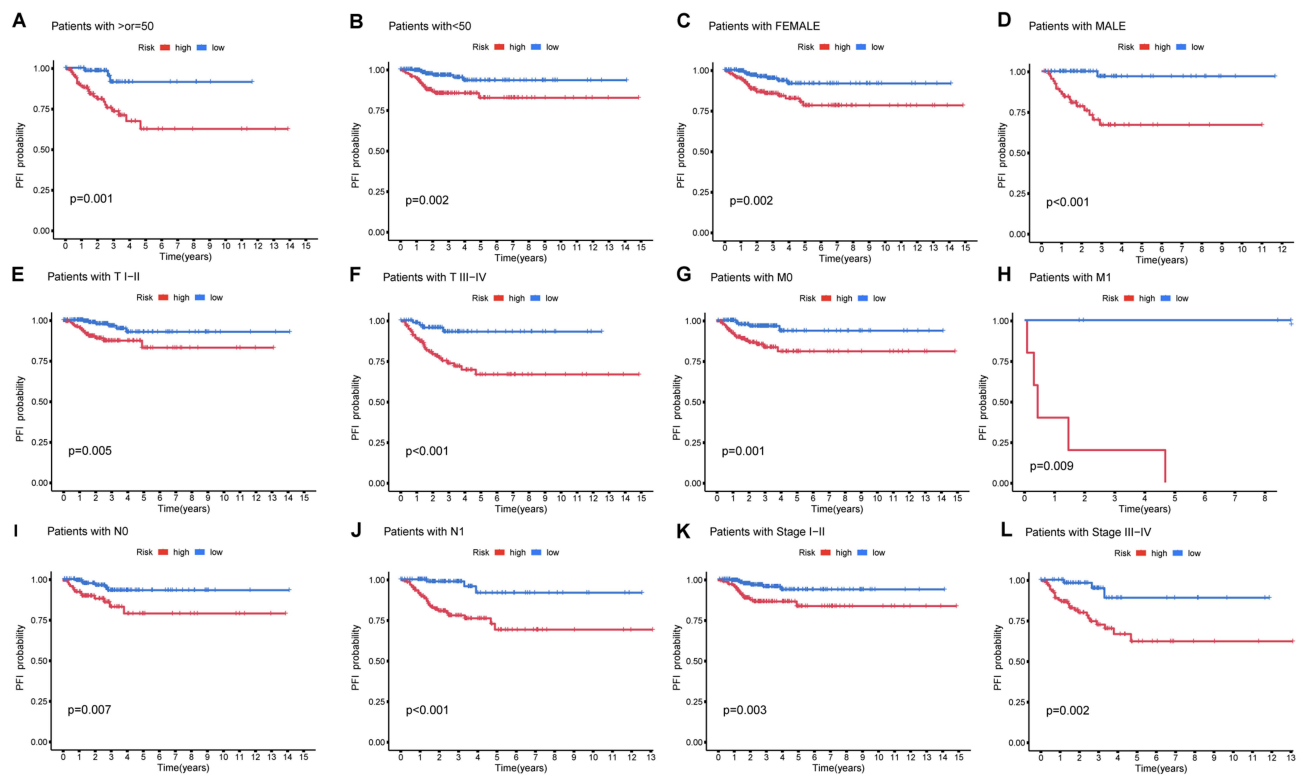 A Patients with >or=50
Risk high low
PFI probability
1.00
0.75
0.50
0.25
0.00
p=0.001
0 1 2 3 4 5 6 7 8 9 10 11 12 13 14 15
Time(years)
B Patients with<50
Risk high low
PFI probability
1.00
0.75
0.50
0.25
0.00
p=0.002
0 1 2 3 4 5 6 7 8 9 10 11 12 13 14 15
Time(years)
C Patients with FEMALE
Risk high low
PFI probability
1.00
0.75
0.50
0.25
0.00
p=0.002
0 1 2 3 4 5 6 7 8 9 10 11 12 13 14 15
Time(years)
D Patients with MALE
Risk high low
PFI probability
1.00
0.75
0.50
0.25
0.00
p<0.001
0 1 2 3 4 5 6 7 8 9 10 11 12
Time(years)
E Patients with T I−II
Risk high low
PFI probability
1.00
0.75
0.50
0.25
0.00
p=0.005
0 1 2 3 4 5 6 7 8 9 10 11 12 13 14 15
Time(years)
F Patients with T III−IV
Risk high low
PFI probability
1.00
0.75
0.50
0.25
0.00
p<0.001
0 1 2 3 4 5 6 7 8 9 10 11 12 13 14 15
Time(years)
G Patients with M0
Risk high low
PFI probability
1.00
0.75
0.50
0.25
0.00
p=0.001
0 1 2 3 4 5 6 7 8 9 10 11 12 13 14 15
Time(years)
H Patients with M1
Risk high low
PFI probability
1.00
0.75
0.50
0.25
0.00
p=0.009
0 1 2 3 4 5 6 7 8
Time(years)
I Patients with N0
Risk high low
PFI probability
1.00
0.75
0.50
0.25
0.00
p=0.007
0 1 2 3 4 5 6 7 8 9 10 11 12 13 14 15
Time(years)
J Patients with N1
Risk high low
PFI probability
1.00
0.75
0.50
0.25
0.00
p<0.001
0 1 2 3 4 5 6 7 8 9 10 11 12 13
Time(years)
K Patients with Stage I−II
Risk high low
PFI probability
1.00
0.75
0.50
0.25
0.00
p=0.003
0 1 2 3 4 5 6 7 8 9 10 11 12 13 14 15
Time(years)
L Patients with Stage III−IV
Risk high low
PFI probability
1.00
0.75
0.50
0.25
0.00
p=0.002
0 1 2 3 4 5 6 7 8 9 10 11 12 13
Time(years)